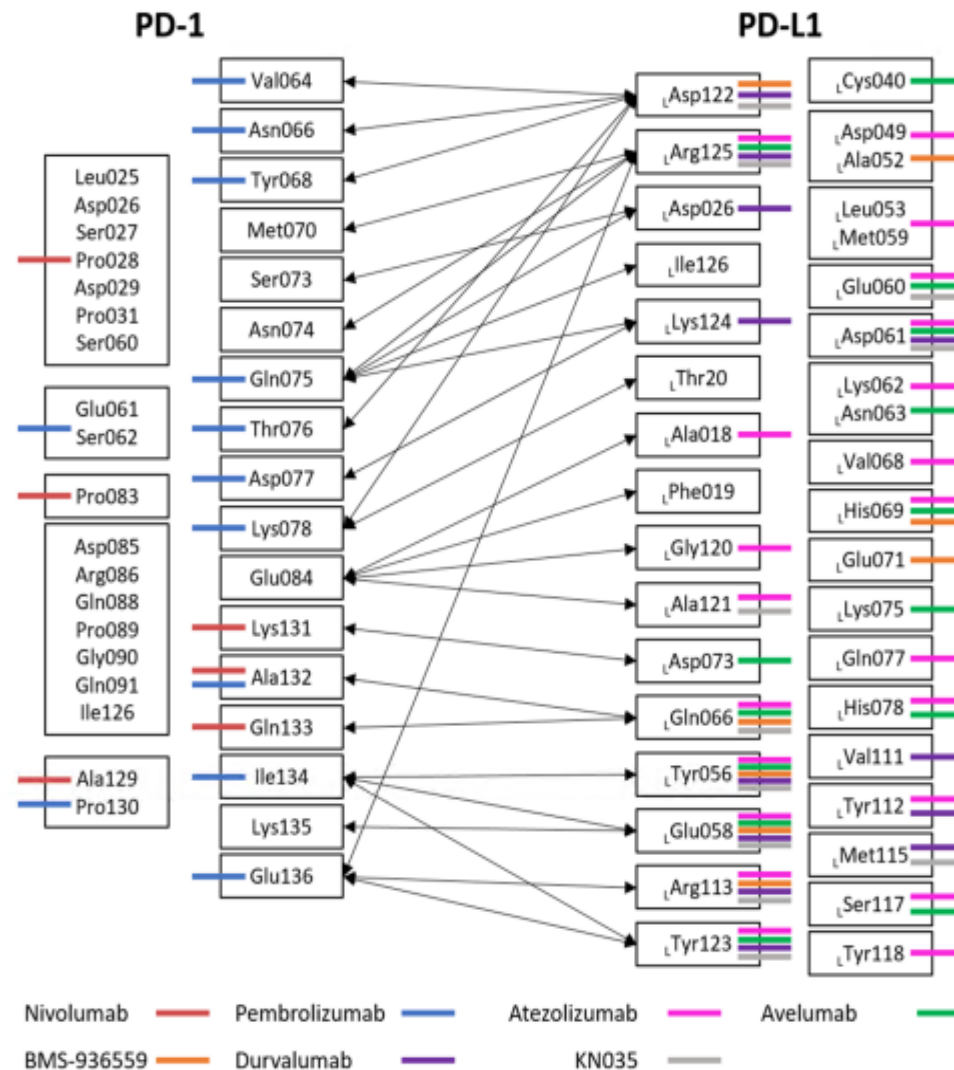 PD-1
PD-L1
Leu025
Asp026
Ser027
Pro028
Asp029
Pro031
Ser060
Glu061
Ser062
Pro083
Asp085
Arg086
Gln088
Pro089
Gly090
Gln091
Ile126
Ala129
Pro130
Val064
Asn066
Tyr068
Met070
Ser073
Asn074
Gln075
Thr076
Asp077
Lys078
Glu084
Lys131
Ala132
Gln133
Ile134
Lys135
Glu136
LAsp122
LArg125
LAsp026
LIle126
LLys124
LThr20
LAla018
LPhe019
LGly120
LAla121
LAsp073
LGln066
LTyr056
LGlu058
LArg113
LTyr123
LCys040
LAsp049
LAla052
LLeu053
LMet059
LGlu060
LAsp061
LLys062
LAsn063
LVal068
LHis069
LGlu071
LLys075
LGln077
LHis078
LVal111
LTyr112
LMet115
LSer117
LTyr118
Nivolumab Pembrolizumab Atezolizumab Avelumab
BMS-936559 Durvalumab KN035